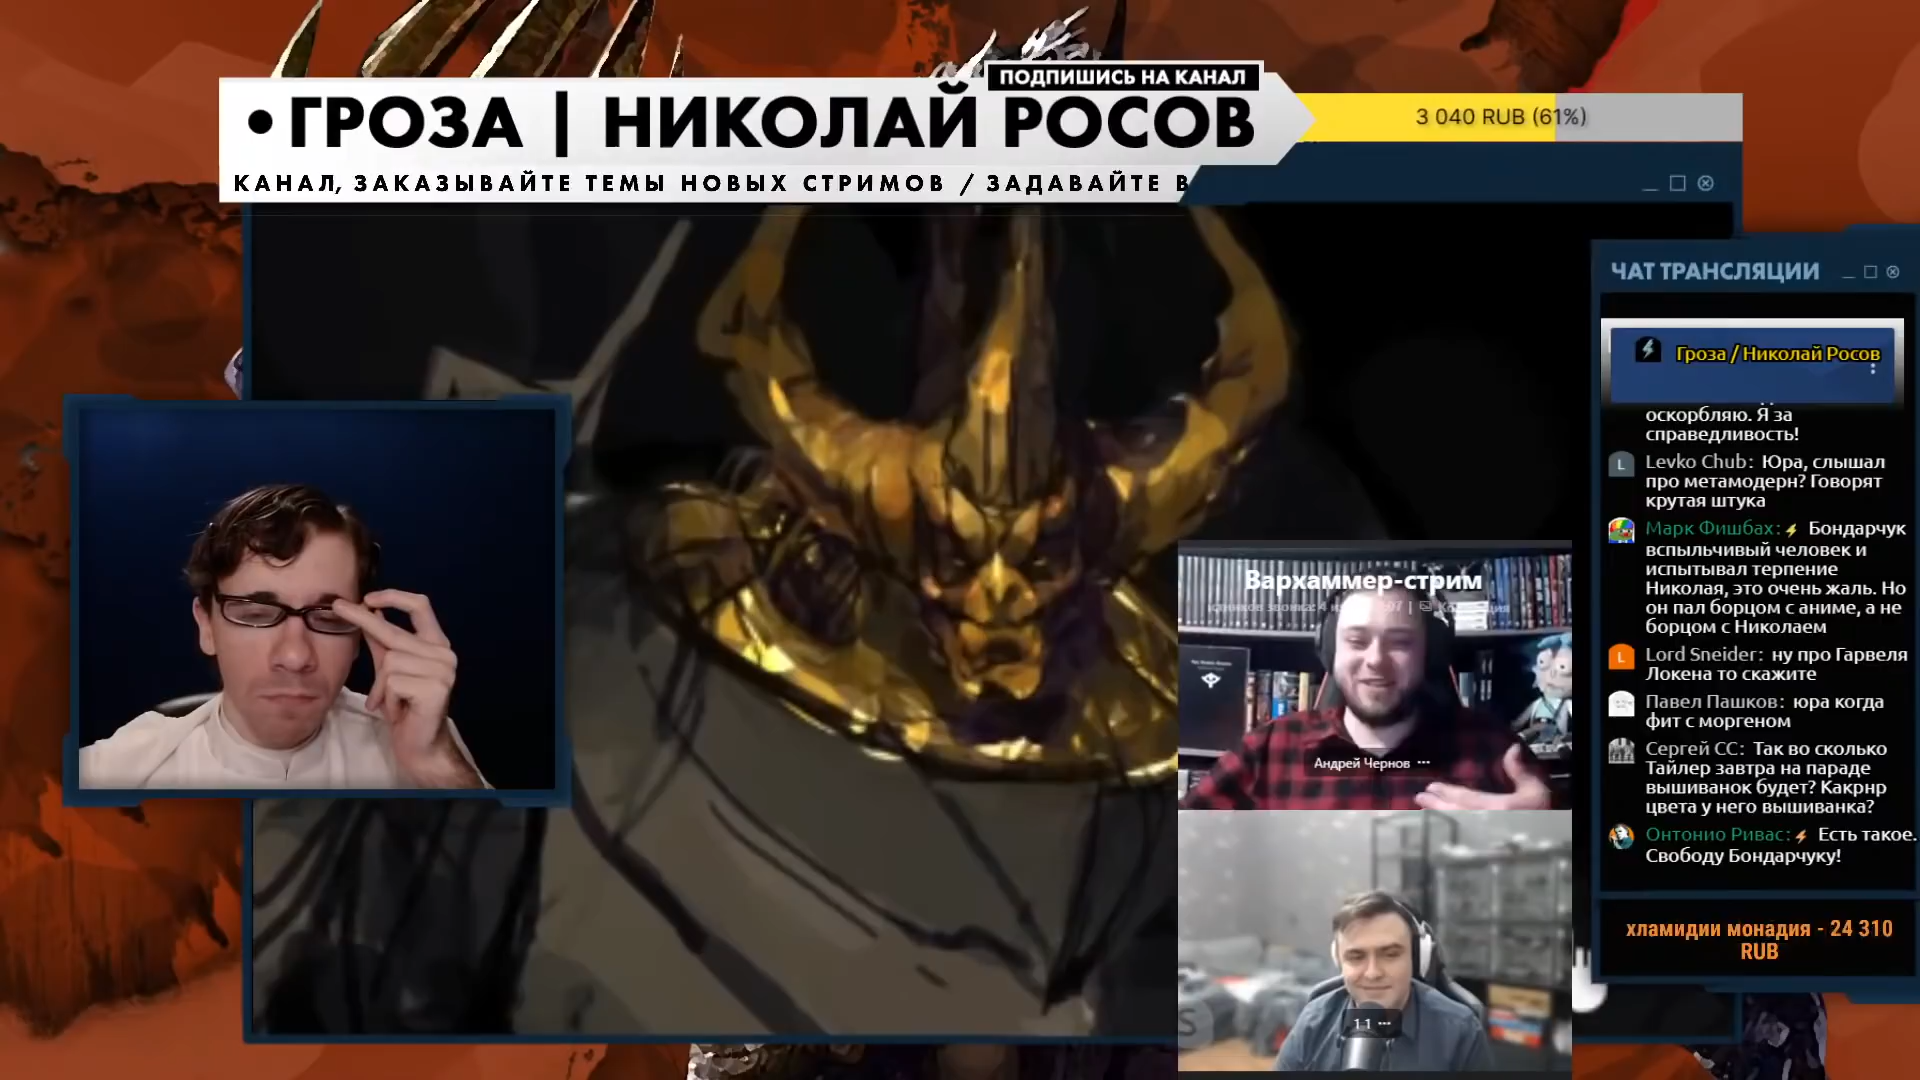 ПОДПИШИСЬ НА КАНАЛ
• ГРОЗА | НИКОЛАЙ РОСОВ
3 040 RUB (61%)
КАНАЛ, ЗАКАЗЫВАЙТЕ ТЕМЫ НОВЫХ СТРИМОВ / ЗАДАВАЙТЕ В
ЧАТ ТРАНСЛЯЦИИ
Гроза / Николай Росов
оскорбляю. Я за
справедливость!
Levko Chub: Юра, слышал
про метамодерн? Говорят
крутая штука
Марк Фишбах: Бондарчук
вспыльчивый человек и
испытывал терпение
Николая, это очень жаль. Но
он пал борцом с аниме, а не
борцом с Николаем
Lord Sneider: ну про Гарвеля
Локена то скажите
Павел Пашков: юра когда
фит с моргеном
Сергей СС: Так во сколько
Тайлер завтра на параде
вышиванок будет? Какрнр
цвета у него вышиванка?
Онтонио Ривас: Есть такое.
Свободу Бондарчуку!
хламидии монадия - 24 310
RUB
Вархаммер-стрим
Андрей Чернов ···
11 ···